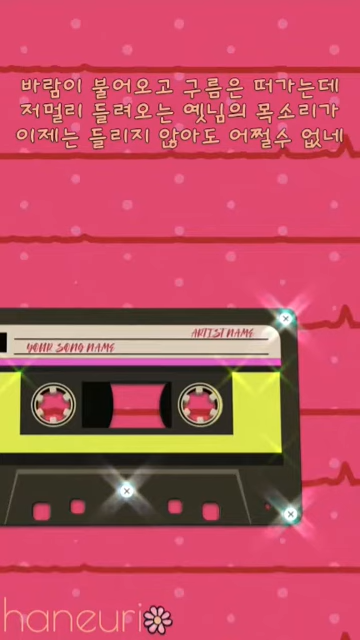 바람이 불어오고 구름은 떠가는데
저멀리 들려오는 옛님의 목소리가
이제는 들리지 않아도 어쩔수 없네
ARTIST NAME
YOUR SONG NAME
haneuri